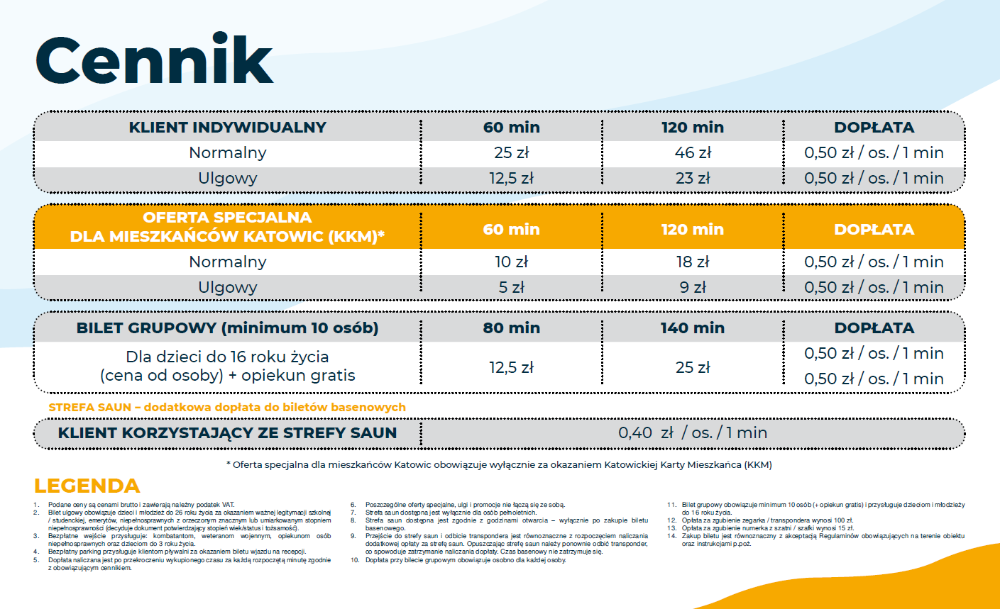 Cennik
KLIENT INDYWIDUALNY 60 min 120 min DOPŁATA
Normalny 25 zł 46 zł 0,50 zł / os. / 1 min
Ulgowy 12,5 zł 23 zł 0,50 zł / os. / 1 min
OFERTA SPECJALNA
DLA MIESZKAŃCÓW KATOWIC (KKM)* 60 min 120 min DOPŁATA
Normalny 10 zł 18 zł 0,50 zł / os. / 1 min
Ulgowy 5 zł 9 zł 0,50 zł / os. / 1 min
BILET GRUPOWY (minimum 10 osób) 80 min 140 min DOPŁATA
Dla dzieci do 16 roku życia
(cena od osoby) + opiekun gratis 12,5 zł 25 zł
0,50 zł / os. / 1 min
0,50 zł / os. / 1 min
STREFA SAUN – dodatkowa dopłata do biletów basenowych
KLIENT KORZYSTAJĄCY ZE STREFY SAUN 0,40 zł / os. / 1 min
* Oferta specjalna dla mieszkańców Katowic obowiązuje wyłącznie za okazaniem Katowickiej Karty Mieszkańca (KKM)
LEGENDA
1. Podane ceny są cenami brutto i zawierają należny podatek VAT.
2. Bilet ulgowy obowiązuje dzieci i młodzież do 26 roku życia za okazaniem ważnej legitymacji szkolnej
/ studenckiej, emerytów, niepełnosprawnych z orzeczonym znacznym lub umiarkowanym stopniem
niepełnosprawności (decyduje dokument potwierdzający stopień wiek/status i tożsamość).
3. Bezpłatne wejście przysługuje: kombatantom, weteranom wojennym, opiekunom osób
niepełnosprawnych oraz dzieciom do 3 roku życia.
4. Bezpłatny parking przysługuje klientom pływalni za okazaniem biletu wjazdu na recepcji.
5. Dopłata naliczana jest po przekroczeniu wykupionego czasu za każdą rozpoczętą minutę zgodnie
z obowiązującym cennikiem.
6. Poszczególne oferty specjalne, ulgi i promocje nie łączą się ze sobą.
7. Strefa saun dostępna jest wyłącznie dla osób pełnoletnich.
8. Strefa saun dostępna jest zgodnie z godzinami otwarcia – wyłącznie po zakupie biletu
basenowego.
9. Przejście do strefy saun i odbicie transpondera jest równoznaczne z rozpoczęciem naliczania
dodatkowej opłaty za strefę saun. Opuszczając strefę saun należy ponownie odbić transponder,
co spowoduje zatrzymanie naliczania dopłaty. Czas basenowy nie zatrzymuje się.
10. Dopłata przy bilecie grupowym obowiązuje osobno dla każdej osoby.
11. Bilet grupowy obowiązuje minimum 10 osób (+ opiekun gratis) i przysługuje dzieciom i młodzieży
do 16 roku życia.
12. Opłata za zgubienie zegarka / transpondera wynosi 100 zł.
13. Opłata za zgubienie numerka z szatni / szafki wynosi 15 zł.
14. Zakup biletu jest równoznaczny z akceptacją Regulaminów obowiązujących na terenie obiektu
oraz instrukcjami p.poż.